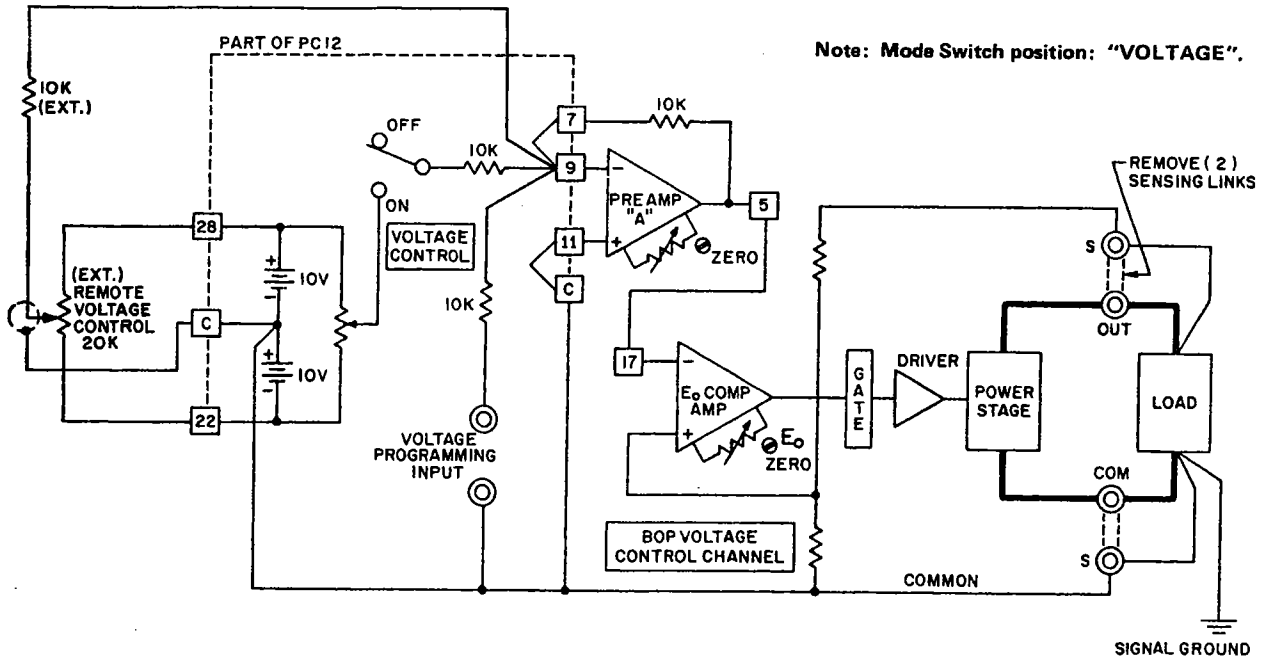 PART OF PC12
Note: Mode Switch position: "VOLTAGE".
10K
(EXT.)
OFF
10K
ON
VOLTAGE
CONTROL
7
10K
9
−
PREAMP
"A"
5
11
+
ZERO
C
REMOVE (2)
SENSING LINKS
S
OUT
28
+
10V
-
(EXT.)
REMOTE
VOLTAGE
CONTROL
20K
C
+
10V
-
22
10K
VOLTAGE
PROGRAMMING
INPUT
17
−
Eo COMP
AMP
+
Eo
ZERO
GATE
DRIVER
POWER
STAGE
LOAD
COM
S
BOP VOLTAGE
CONTROL CHANNEL
COMMON
SIGNAL GROUND